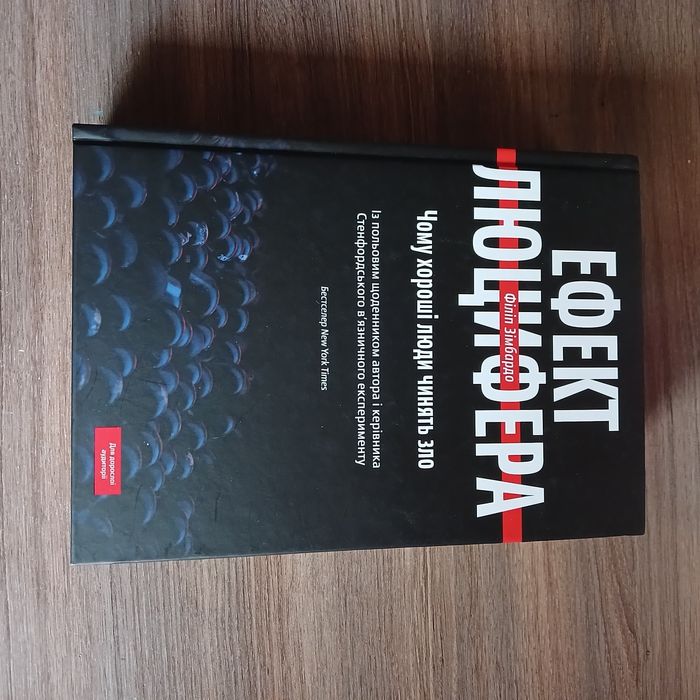 ЕФЕКТ
ЛЮЦИФЕРА
Філіп Зімбардо
Чому хороші люди чинять зло
Із польовим щоденником автора і керівника
Стенфордського в'язничного експерименту
Бестселер New York Times
Для дорослої
аудиторії